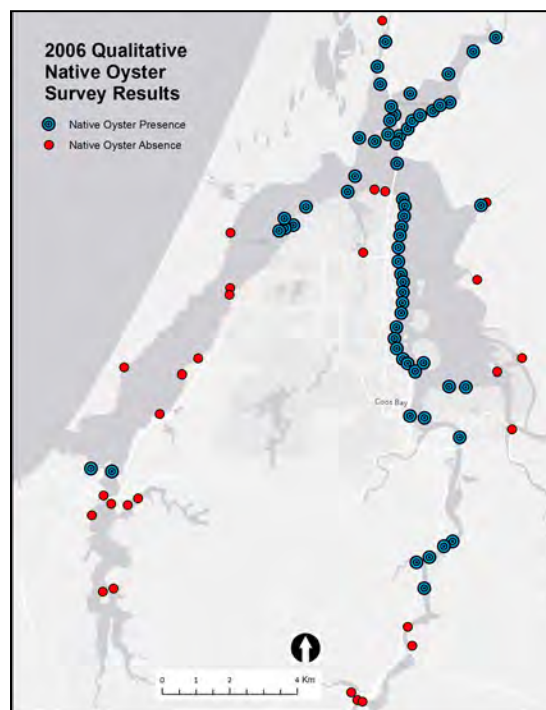 2006 Qualitative
Native Oyster
Survey Results
Native Oyster Presence
Native Oyster Absence
Coos Bay
0 1 2 4 Km